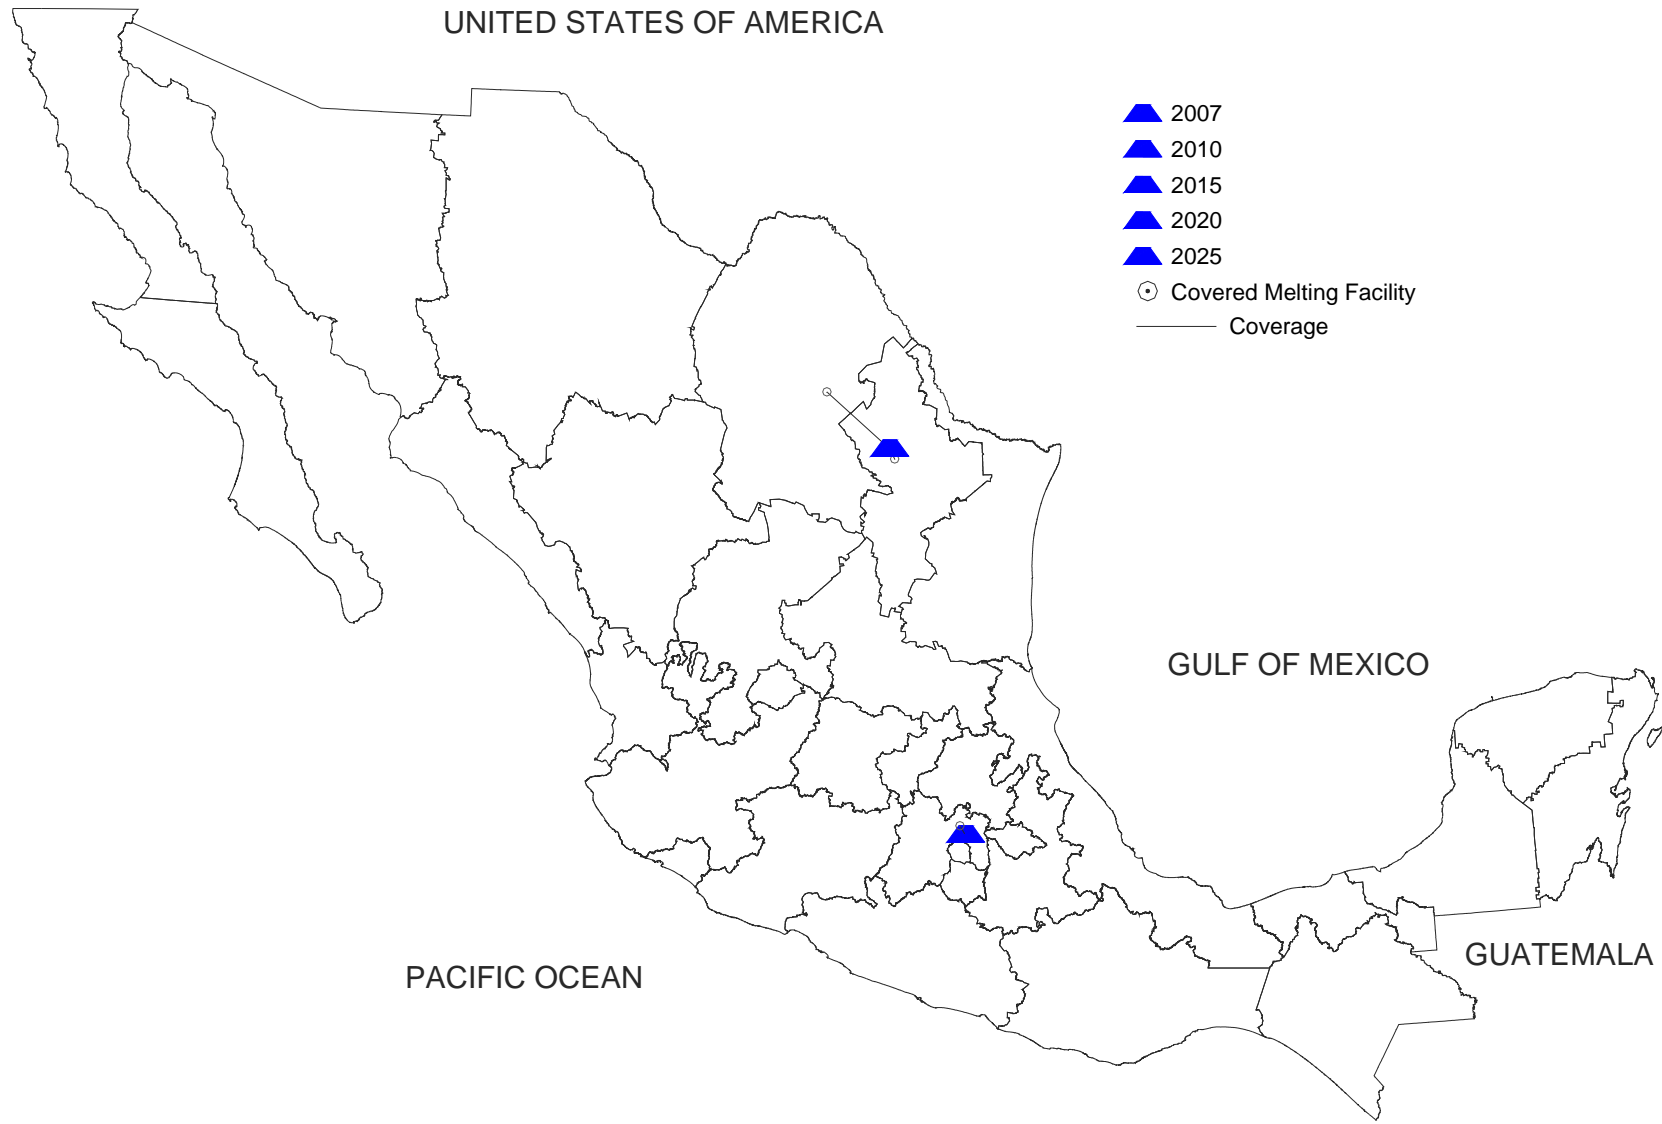 UNITED STATES OF AMERICA
2007
2010
2015
2020
2025
Covered Melting Facility
Coverage
GULF OF MEXICO
GUATEMALA
PACIFIC OCEAN